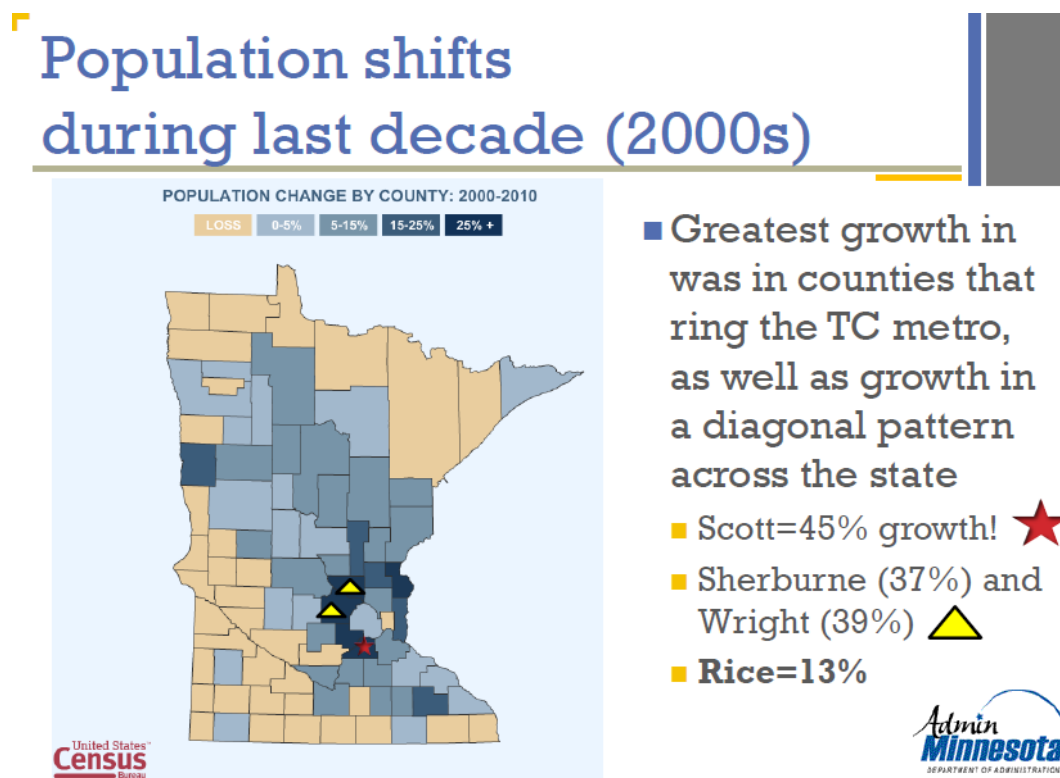 Population shifts
during last decade (2000s)
POPULATION CHANGE BY COUNTY: 2000-2010
LOSS 0-5% 5-15% 15-25% 25% +
■ Greatest growth in
was in counties that
ring the TC metro,
as well as growth in
a diagonal pattern
across the state
■ Scott=45% growth!
■ Sherburne (37%) and
Wright (39%)
■ Rice=13%
United States™
Census
Bureau
Admin
Minnesota
DEPARTMENT OF ADMINISTRATION